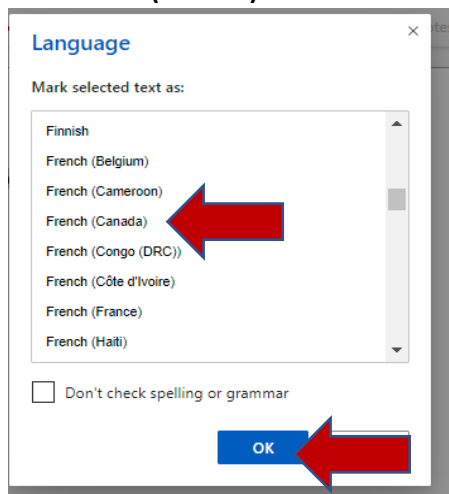 Language
Mark selected text as:
Finnish
French (Belgium)
French (Cameroon)
French (Canada)
French (Congo (DRC))
French (Côte d'Ivoire)
French (France)
French (Haiti)
Don't check spelling or grammar
OK